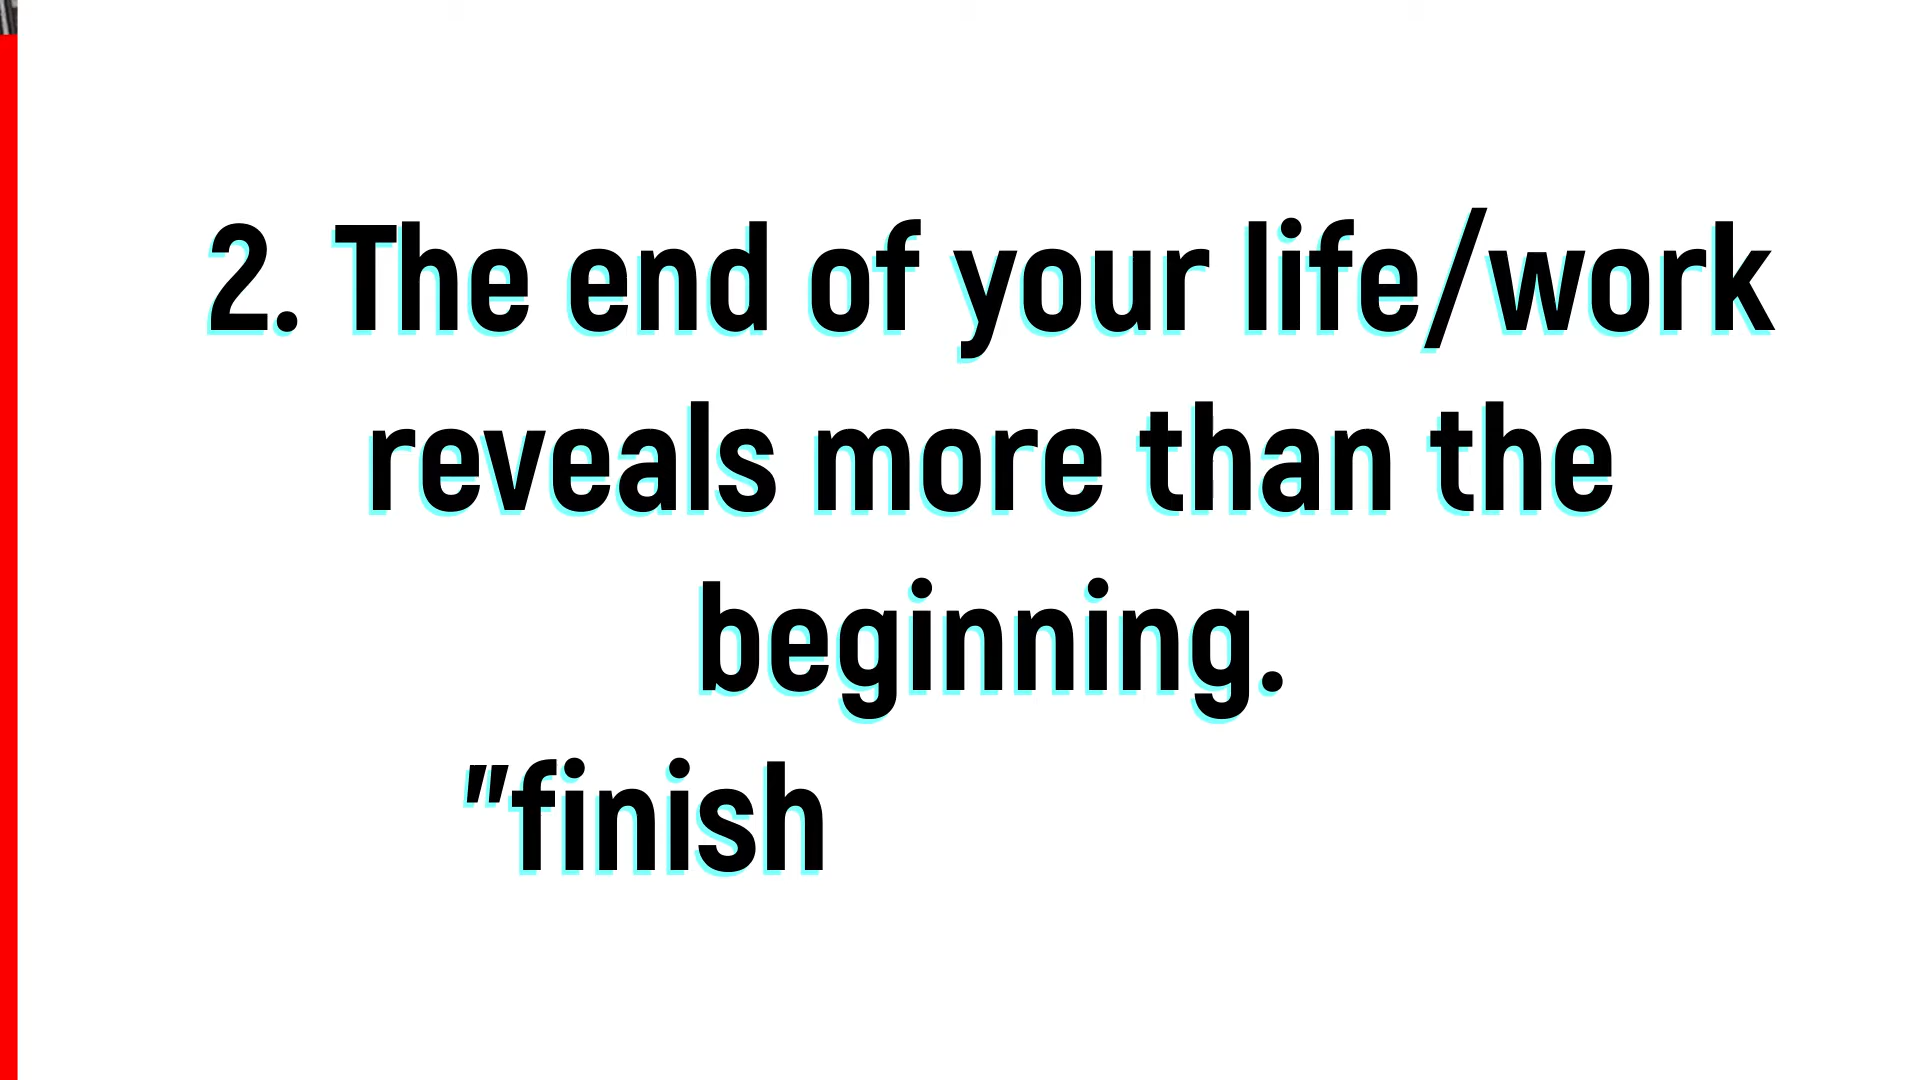 2. The end of your life/work
reveals more than the
beginning.
"finish